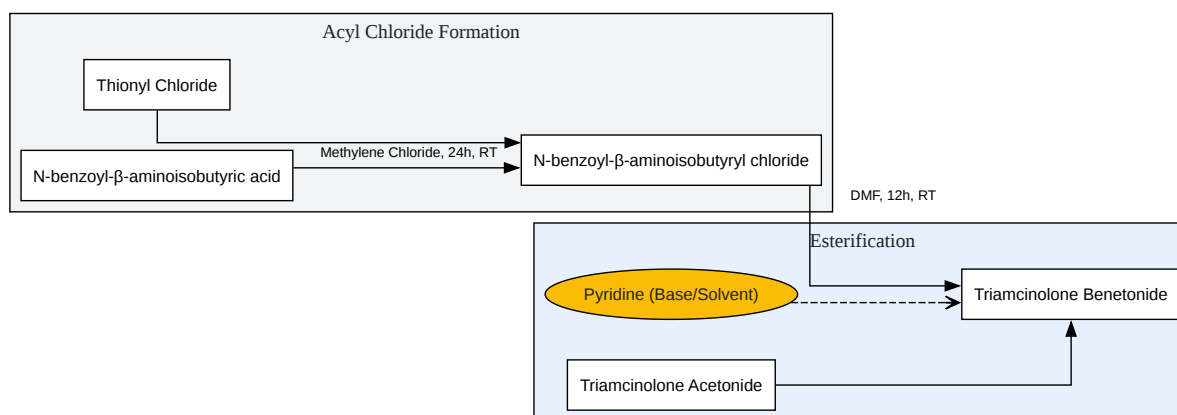 Acyl Chloride Formation
Thionyl Chloride
Methylene Chloride, 24h, RT
N-benzoyl-β-aminoisobutyric acid
N-benzoyl-β-aminoisobutyryl chloride
DMF, 12h, RT
Esterification
Pyridine (Base/Solvent)
Triamcinolone Benetonide
Triamcinolone Acetonide